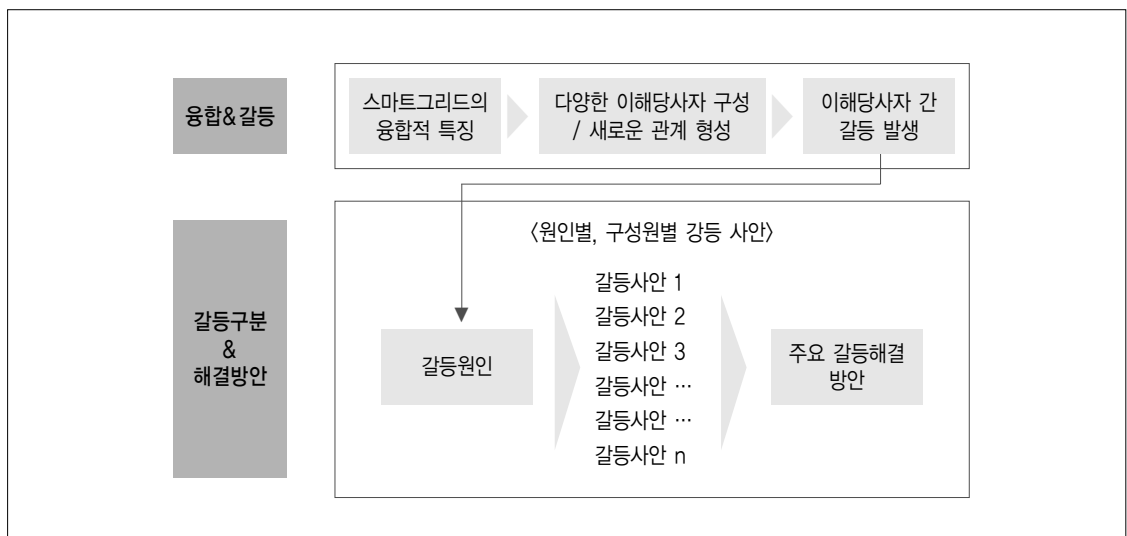 융합&갈등
스마트그리드의
융합적 특징
다양한 이해당사자 구성
/ 새로운 관계 형성
이해당사자 간
갈등 발생
갈등구분
&
해결방안
〈원인별, 구성원별 강등 사안〉
갈등원인
갈등사안 1
갈등사안 2
갈등사안 3
갈등사안 …
갈등사안 …
갈등사안 n
주요 갈등해결
방안